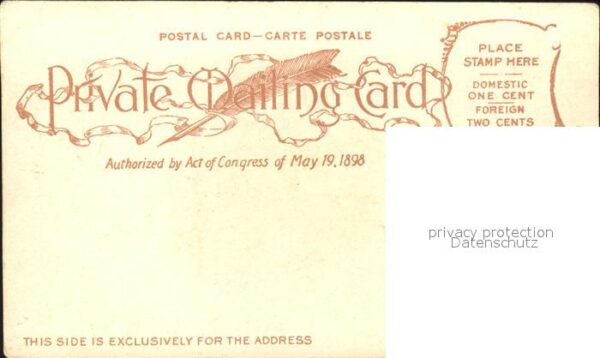 POSTAL CARD—CARTE POSTALE
Private Mailing Card
Authorized by Act of Congress of May 19, 1898
PLACE
STAMP HERE
DOMESTIC
ONE CENT
FOREIGN
TWO CENTS
privacy protection
Datenschutz
THIS SIDE IS EXCLUSIVELY FOR THE ADDRESS